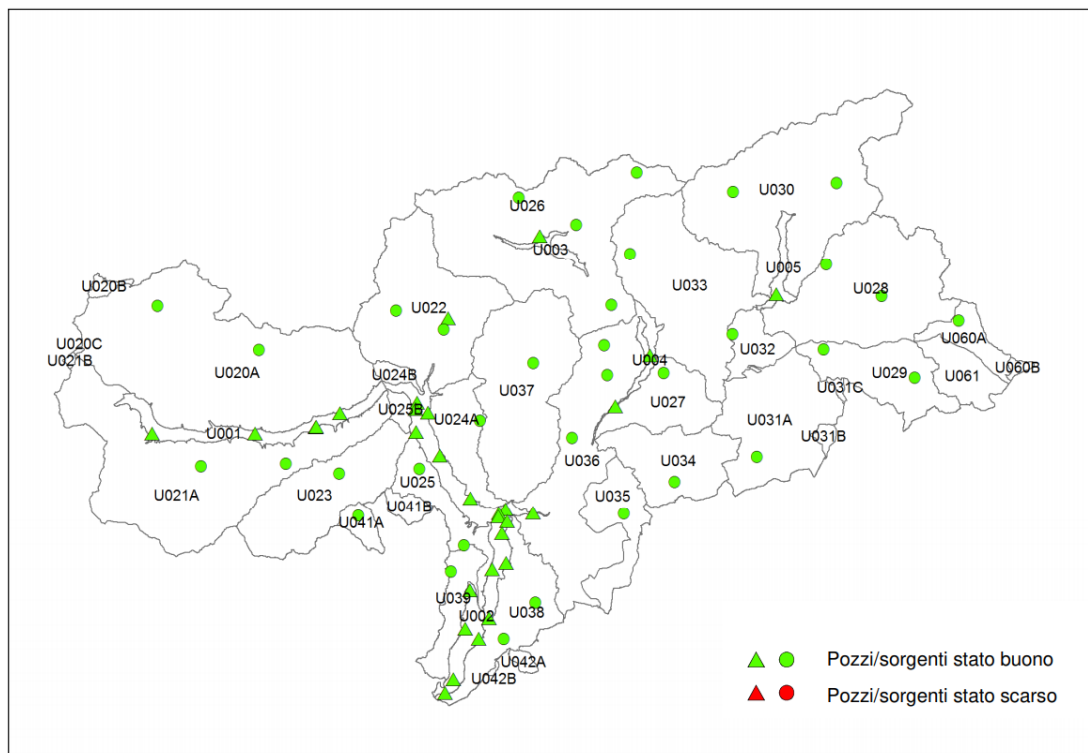 U030
U026
U003
U005
U033
U028
U020B
U022
U020C
U021B
U020A
U024B
U004
U032
U060A
U037
U029
U061
U060B
U031C
U027
U025B
U024A
U031A
U001
U031B
U036
U034
U025
U021A
U023
U041B
U035
U041A
U039
U002
U038
U042A
U042B
Pozzi/sorgenti stato buono
Pozzi/sorgenti stato scarso